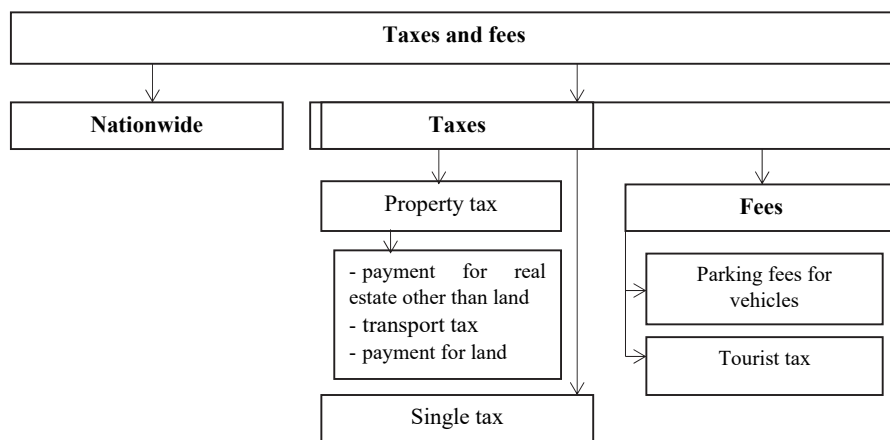 Taxes and fees
Nationwide
Taxes
Property tax
Fees
- payment for real
estate other than land
- transport tax
- payment for land
Parking fees for
vehicles
Tourist tax
Single tax